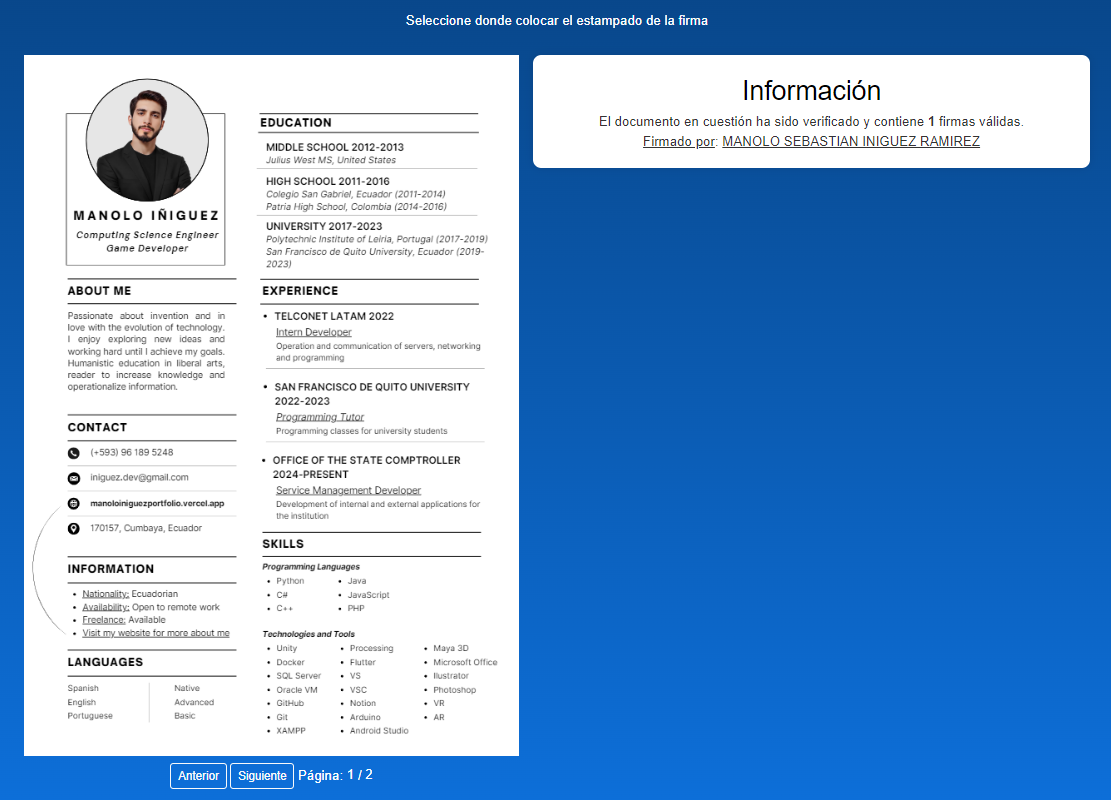 Seleccione donde colocar el estampado de la firma
MANOLO IÑIGUEZ
Computing Science Engineer
Game Developer
ABOUT ME
Passionate about invention and in
love with the evolution of technology.
I enjoy exploring new ideas and
working hard until I achieve my goals.
Humanistic education in liberal arts,
reader to increase knowledge and
operationalize information.
CONTACT
(+593) 96 189 5248
iniguez.dev@gmail.com
manoloiniguezportfolio.vercel.app
170157, Cumbaya, Ecuador
INFORMATION
• Nationality: Ecuadorian
• Availability: Open to remote work
• Freelance: Available
• Visit my website for more about me
LANGUAGES
Spanish Native
English Advanced
Portuguese Basic
EDUCATION
MIDDLE SCHOOL 2012-2013
Julius West MS, United States
HIGH SCHOOL 2011-2016
Colegio San Gabriel, Ecuador (2011-2014)
Patria High School, Colombia (2014-2016)
UNIVERSITY 2017-2023
Polytechnic Institute of Leiria, Portugal (2017-2019)
San Francisco de Quito University, Ecuador (2019-
2023)
EXPERIENCE
• TELCONET LATAM 2022
Intern Developer
Operation and communication of servers, networking
and programming
• SAN FRANCISCO DE QUITO UNIVERSITY
2022-2023
Programming Tutor
Programming classes for university students
• OFFICE OF THE STATE COMPTROLLER
2024-PRESENT
Service Management Developer
Development of internal and external applications for
the institution
SKILLS
Programming Languages
• Python • Java
• C# • JavaScript
• C++ • PHP
Technologies and Tools
• Unity • Processing • Maya 3D
• Docker • Flutter • Microsoft Office
• SQL Server • VS • Ilustrator
• Oracle VM • VSC • Photoshop
• GitHub • Notion • VR
• Git • Arduino • AR
• XAMPP • Android Studio
Información
El documento en cuestión ha sido verificado y contiene 1 firmas válidas.
Firmado por: MANOLO SEBASTIAN INIGUEZ RAMIREZ
Anterior Siguiente Página: 1 / 2